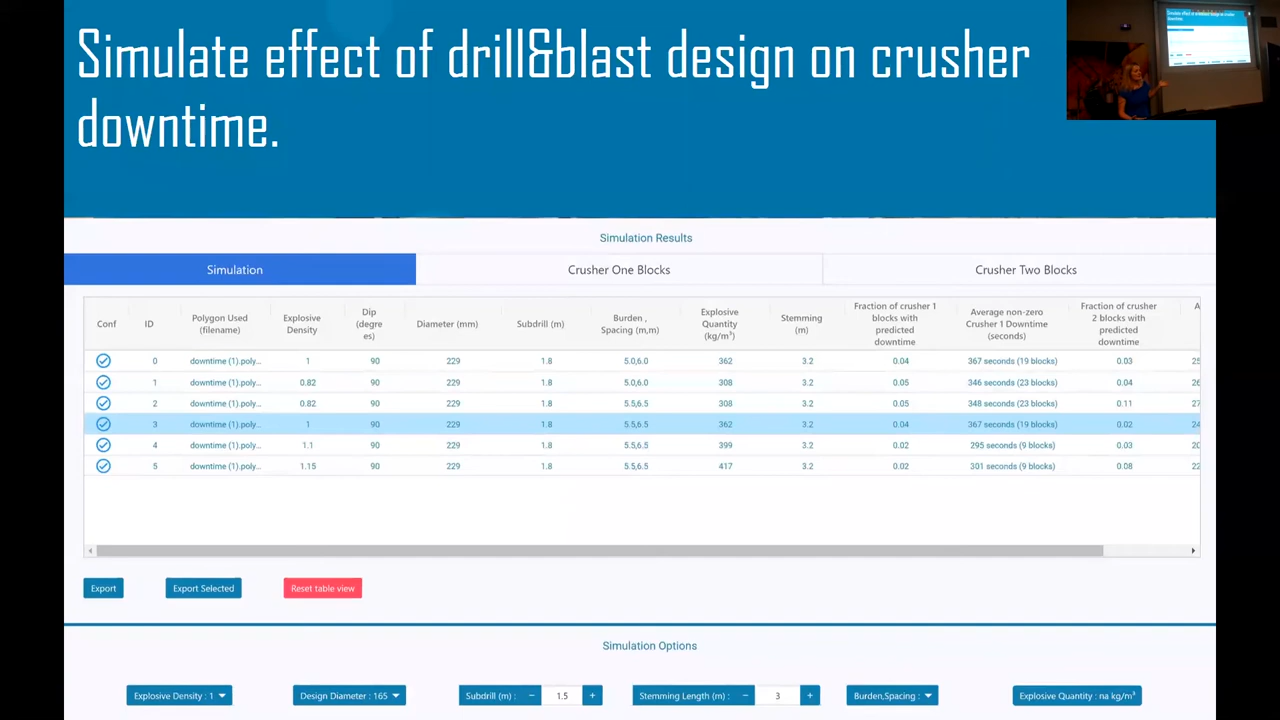 Simulate effect of drill&blast design on crusher
downtime.
Simulation Results
Simulation Crusher One Blocks Crusher Two Blocks
Conf ID Polygon Used (filename) Explosive Density Dip (degre es) Diameter (mm) Subdrill (m) Burden , Spacing (m,m) Explosive Quantity (kg/m³) Stemming (m) Fraction of crusher 1 blocks with predicted downtime Average non-zero Crusher 1 Downtime (seconds) Fraction of crusher 2 blocks with predicted downtime
0 downtime (1).poly... 1 90 229 1.8 5.0,6.0 362 3.2 0.04 367 seconds (19 blocks) 0.03 25
1 downtime (1).poly... 0.82 90 229 1.8 5.0,6.0 308 3.2 0.05 346 seconds (23 blocks) 0.04 26
2 downtime (1).poly... 0.82 90 229 1.8 5.5,6.5 308 3.2 0.05 348 seconds (23 blocks) 0.11 27
3 downtime (1).poly... 1 90 229 1.8 5.5,6.5 362 3.2 0.04 367 seconds (19 blocks) 0.02 24
4 downtime (1).poly... 1.1 90 229 1.8 5.5,6.5 399 3.2 0.02 295 seconds (9 blocks) 0.03 20
5 downtime (1).poly... 1.15 90 229 1.8 5.5,6.5 417 3.2 0.02 301 seconds (9 blocks) 0.08 22
Export Export Selected Reset table view
Simulation Options
Explosive Density : 1 Design Diameter : 165 Subdrill (m) : − 1.5 + Stemming Length (m) : − 3 + Burden,Spacing : Explosive Quantity : na kg/m³